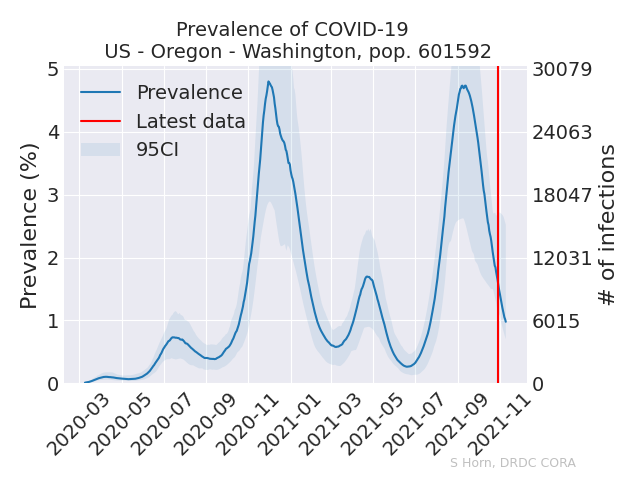 Prevalence of COVID-19
US - Oregon - Washington, pop. 601592
Prevalence
Latest data
95CI
Prevalence (%)
5
4
3
2
1
0
30079
24063
18047
12031
6015
0
# of infections
2020-03
2020-05
2020-07
2020-09
2020-11
2021-01
2021-03
2021-05
2021-07
2021-09
2021-11
S Horn, DRDC CORA